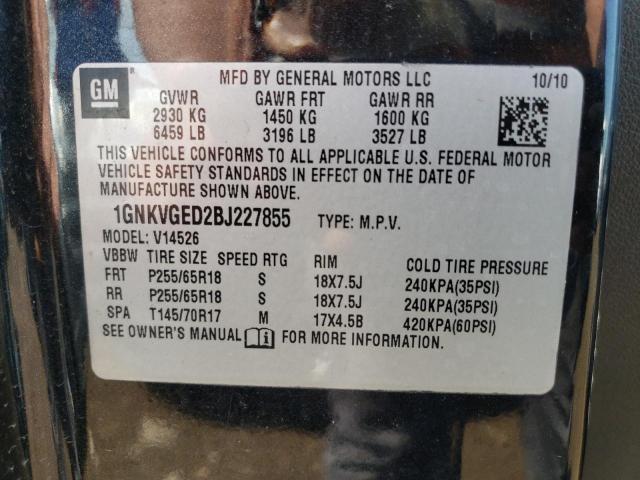 GM
MFD BY GENERAL MOTORS LLC 10/10
GVWR GAWR FRT GAWR RR
2930 KG 1450 KG 1600 KG
6459 LB 3196 LB 3527 LB
THIS VEHICLE CONFORMS TO ALL APPLICABLE U.S. FEDERAL MOTOR
VEHICLE SAFETY STANDARDS IN EFFECT ON THE DATE OF
MANUFACTURE SHOWN ABOVE.
1GNKVGED2BJ227855 TYPE: M.P.V.
MODEL: V14526
VBBW TIRE SIZE SPEED RTG RIM COLD TIRE PRESSURE
FRT P255/65R18 S 18X7.5J 240KPA(35PSI)
RR P255/65R18 S 18X7.5J 240KPA(35PSI)
SPA T145/70R17 M 17X4.5B 420KPA(60PSI)
SEE OWNER'S MANUAL FOR MORE INFORMATION.